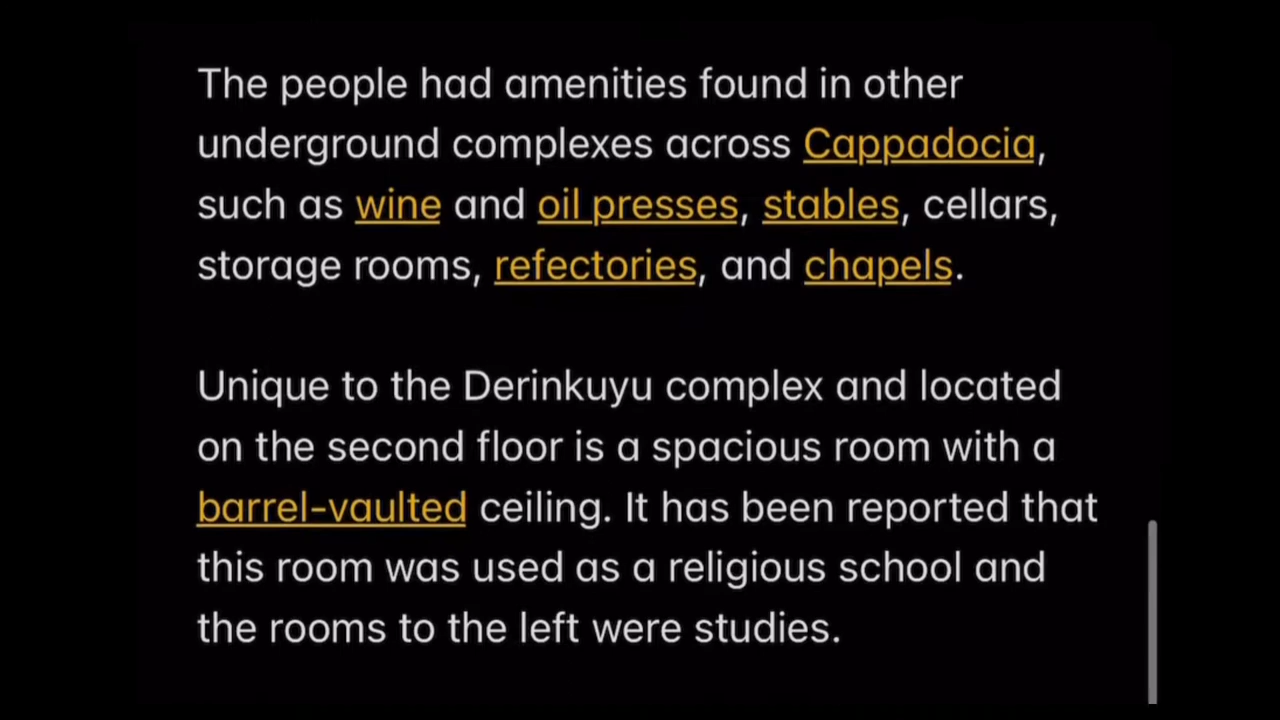 The people had amenities found in other
underground complexes across Cappadocia,
such as wine and oil presses, stables, cellars,
storage rooms, refectories, and chapels.
Unique to the Derinkuyu complex and located
on the second floor is a spacious room with a
barrel-vaulted ceiling. It has been reported that
this room was used as a religious school and
the rooms to the left were studies.